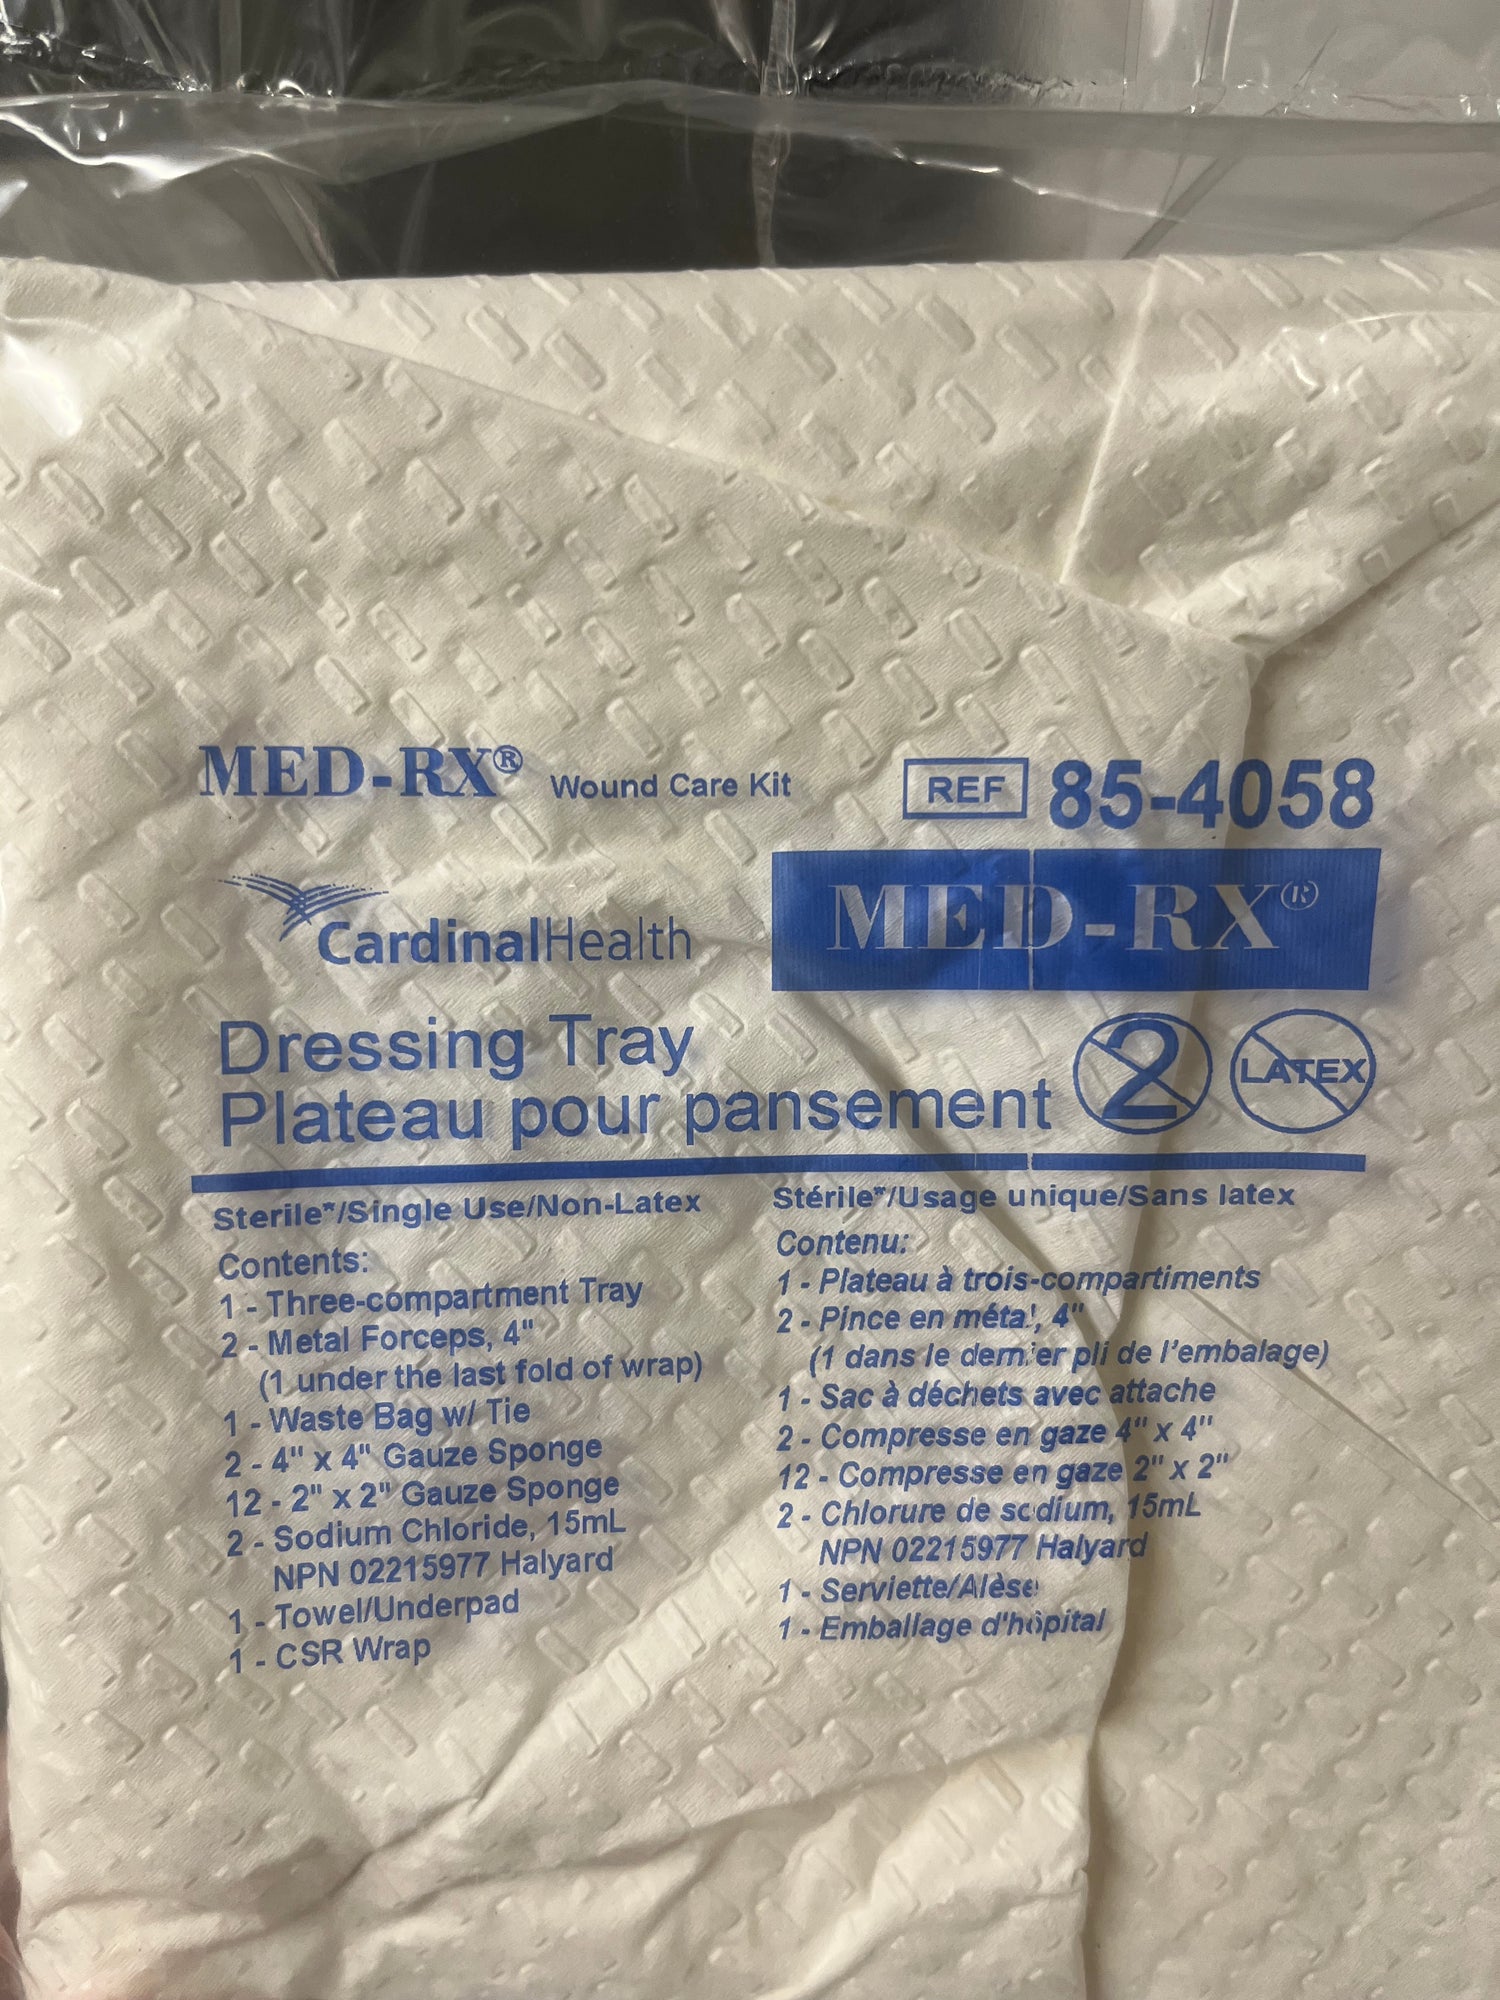 MED-RX® Wound Care Kit
REF 85-4058
CardinalHealth
MED-RX®
Dressing Tray
Plateau pour pansement
2
LATEX
Sterile*/Single Use/Non-Latex
Contents:
1 - Three-compartment Tray
2 - Metal Forceps, 4"
(1 under the last fold of wrap)
1 - Waste Bag w/ Tie
2 - 4" x 4" Gauze Sponge
12 - 2" x 2" Gauze Sponge
2 - Sodium Chloride, 15mL
NPN 02215977 Halyard
1 - Towel/Underpad
1 - CSR Wrap
Stérile*/Usage unique/Sans latex
Contenu:
1 - Plateau à trois-compartiments
2 - Pince en métal, 4"
(1 dans le dernier pli de l'embalage)
1 - Sac à déchets avec attache
2 - Compresse en gaze 4" x 4"
12 - Compresse en gaze 2" x 2"
2 - Chlorure de sodium, 15mL
NPN 02215977 Halyard
1 - Serviette/Alèse
1 - Emballage d'hôpital